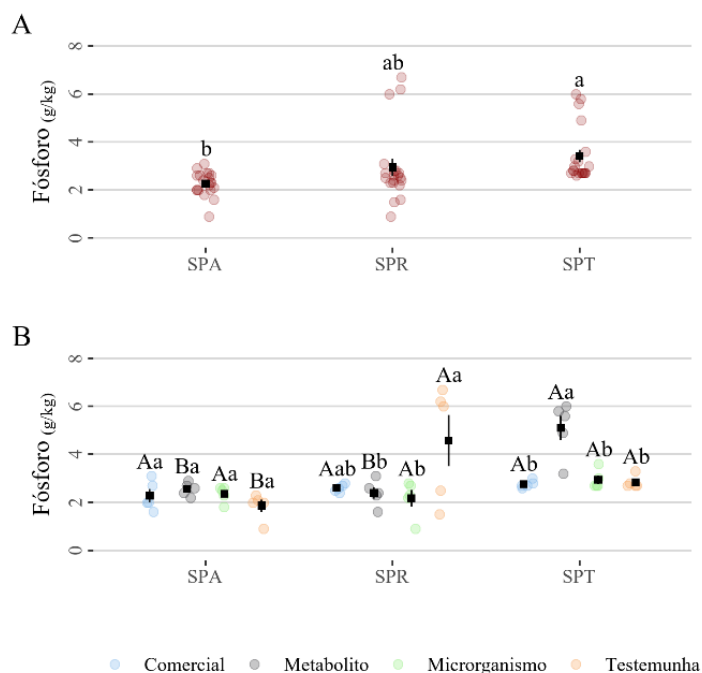 A
Fósforo (g/kg)
8
6
4
2
0
b
ab
a
SPA SPR SPT
B
Fósforo (g/kg)
8
6
4
2
0
Aa Ba Aa Ba Aab Bb Ab Aa Ab Aa Ab Ab
SPA SPR SPT
Comercial Metabolito Microrganismo Testemunha